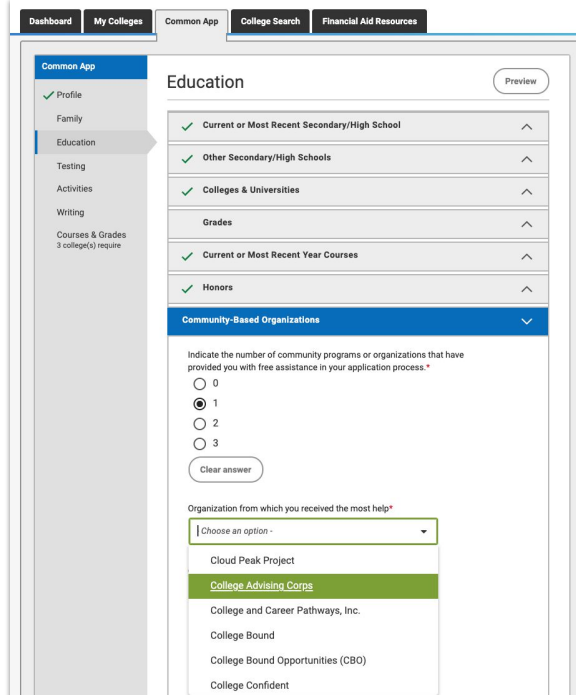 Dashboard
My Colleges
Common App
College Search
Financial Aid Resources
Common App
Profile
Family
Education
Testing
Activities
Writing
Courses & Grades
3 college(s) require
Education
Preview
Current or Most Recent Secondary/High School
Other Secondary/High Schools
Colleges & Universities
Grades
Current or Most Recent Year Courses
Honors
Community-Based Organizations
Indicate the number of community programs or organizations that have
provided you with free assistance in your application process.*
0
1
2
3
Clear answer
Organization from which you received the most help*
Choose an option -
Cloud Peak Project
College Advising Corps
College and Career Pathways, Inc.
College Bound
College Bound Opportunities (CBO)
College Confident